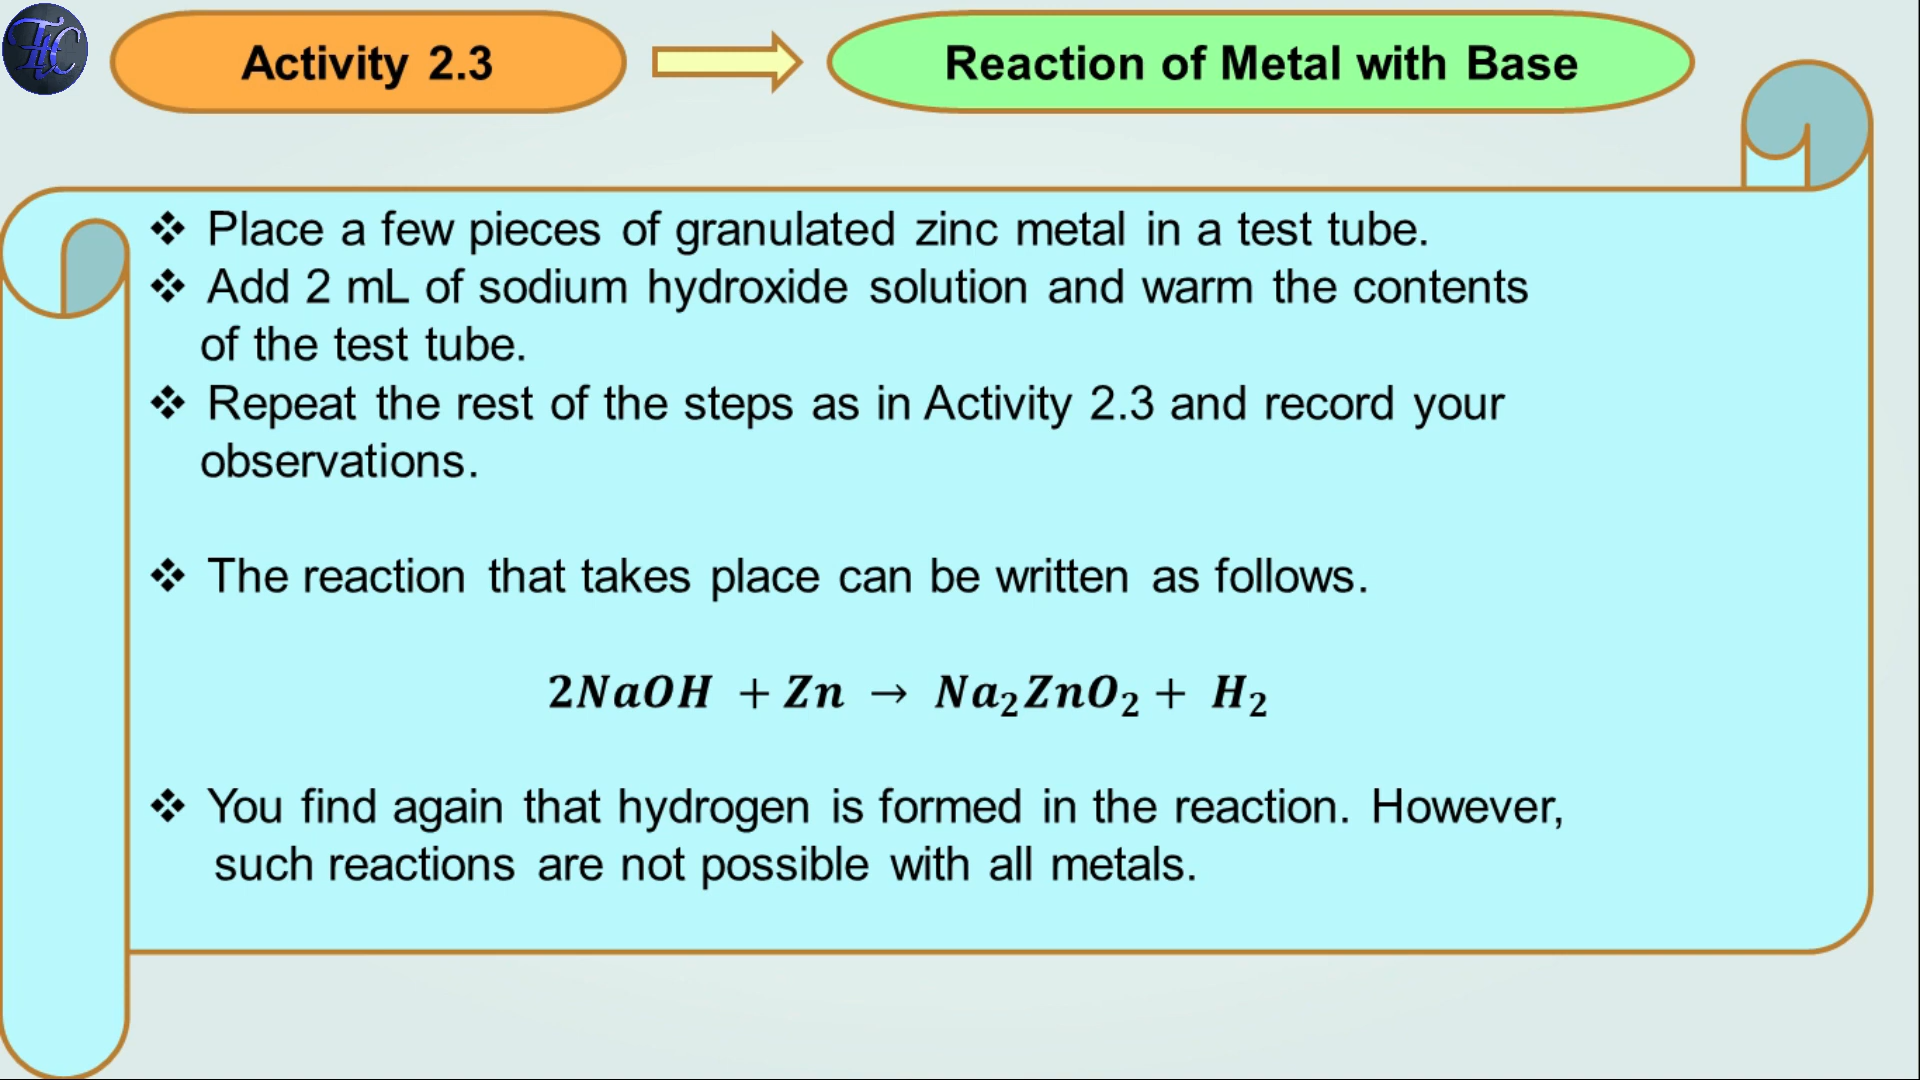 Activity 2.3
Reaction of Metal with Base
❖ Place a few pieces of granulated zinc metal in a test tube.
❖ Add 2 mL of sodium hydroxide solution and warm the contents
of the test tube.
❖ Repeat the rest of the steps as in Activity 2.3 and record your
observations.
❖ The reaction that takes place can be written as follows.
2NaOH + Zn → Na₂ZnO₂ + H₂
❖ You find again that hydrogen is formed in the reaction. However,
such reactions are not possible with all metals.